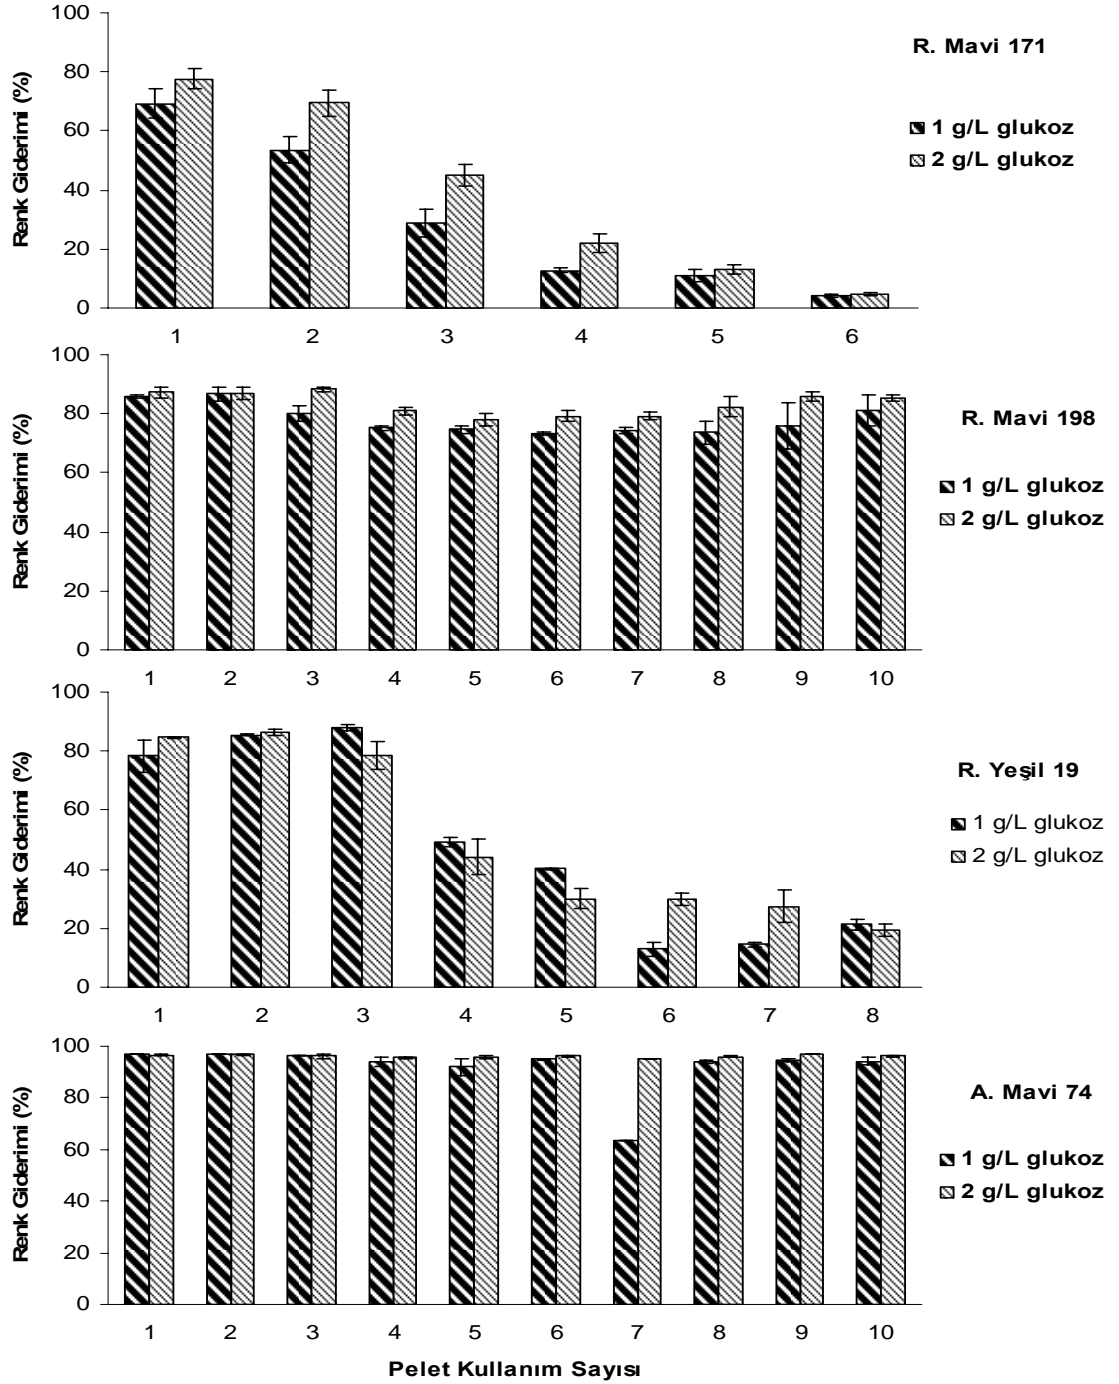 100
80
60
40
20
0
Renk Giderimi (%)
1 2 3 4 5 6
R. Mavi 171
1 g/L glukoz
2 g/L glukoz
100
80
60
40
20
0
Renk Giderimi (%)
1 2 3 4 5 6 7 8 9 10
R. Mavi 198
1 g/L glukoz
2 g/L glukoz
100
80
60
40
20
0
Renk Giderimi (%)
1 2 3 4 5 6 7 8
R. Yeşil 19
1 g/L glukoz
2 g/L glukoz
100
80
60
40
20
0
Renk Giderimi (%)
1 2 3 4 5 6 7 8 9 10
A. Mavi 74
1 g/L glukoz
2 g/L glukoz
Pelet Kullanım Sayısı